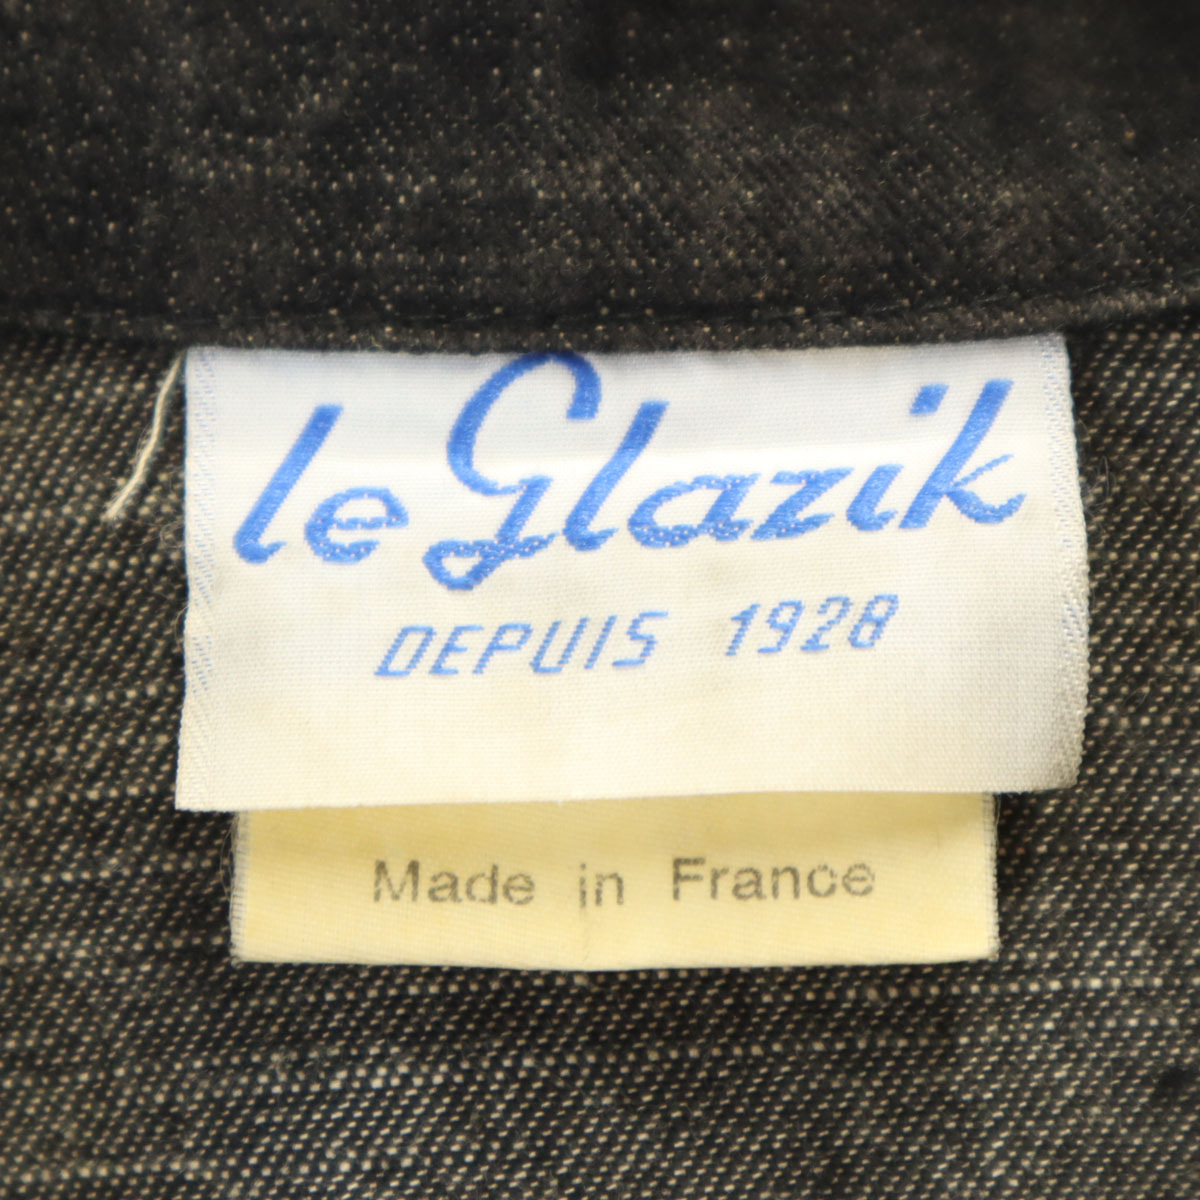 le Glazik
DEPUIS 1928
Made in France